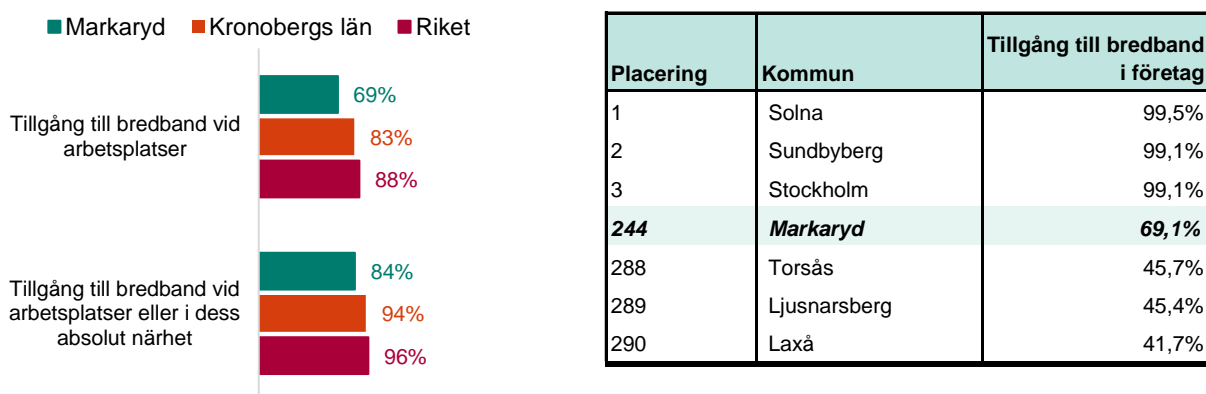 Markaryd Kronobergs län Riket
Tillgång till bredband vid
arbetsplatser
69%
83%
88%
Tillgång till bredband vid
arbetsplatser eller i dess
absolut närhet
84%
94%
96%
Placering Kommun Tillgång till bredband
i företag
1 Solna 99,5%
2 Sundbyberg 99,1%
3 Stockholm 99,1%
244 Markaryd 69,1%
288 Torsås 45,7%
289 Ljusnarsberg 45,4%
290 Laxå 41,7%